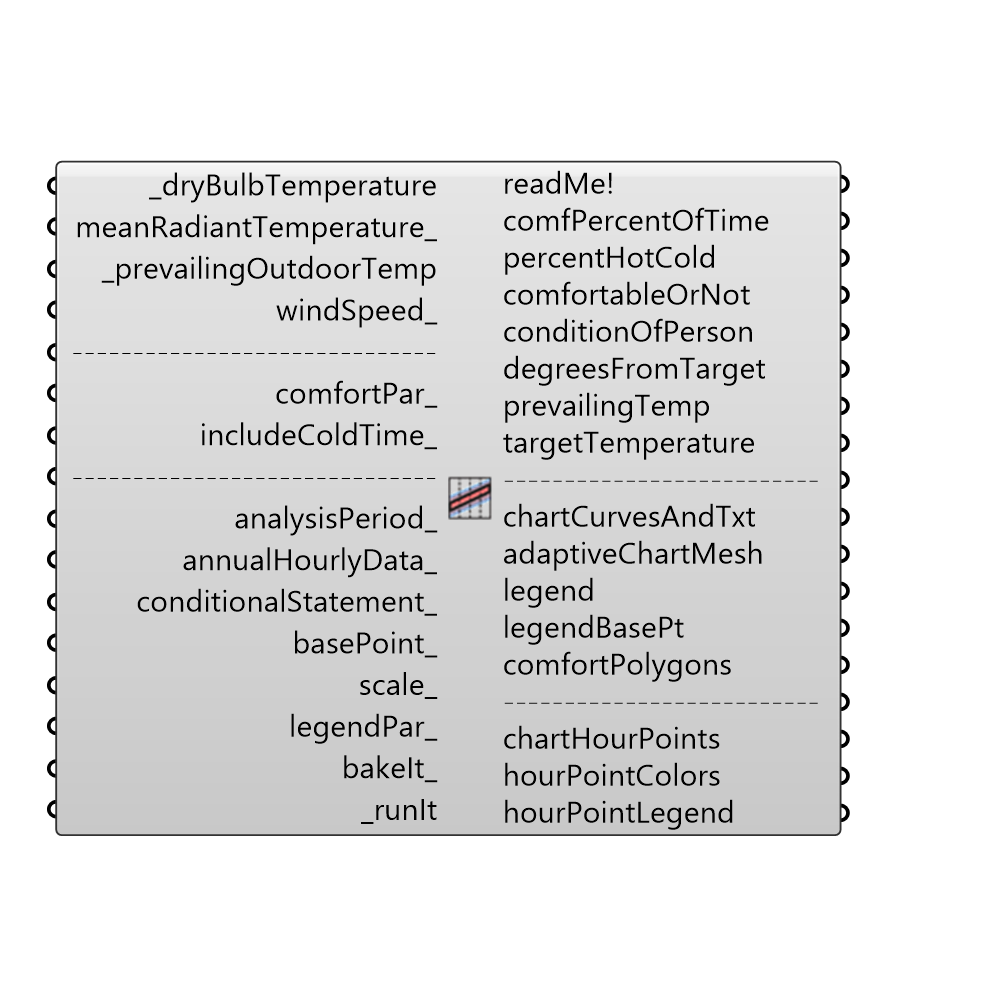 _dryBulbTemperature
meanRadiantTemperature_
_prevailingOutdoorTemp
windSpeed_
------------------------------
comfortPar_
includeColdTime_
------------------------------
analysisPeriod_
annualHourlyData_
conditionalStatement_
basePoint_
scale_
legendPar_
bakeIt_
_runIt
readMe!
comfPercentOfTime
percentHotCold
comfortableOrNot
conditionOfPerson
degreesFromTarget
prevailingTemp
targetTemperature
--------------------------
chartCurvesAndTxt
adaptiveChartMesh
legend
legendBasePt
comfortPolygons
--------------------------
chartHourPoints
hourPointColors
hourPointLegend